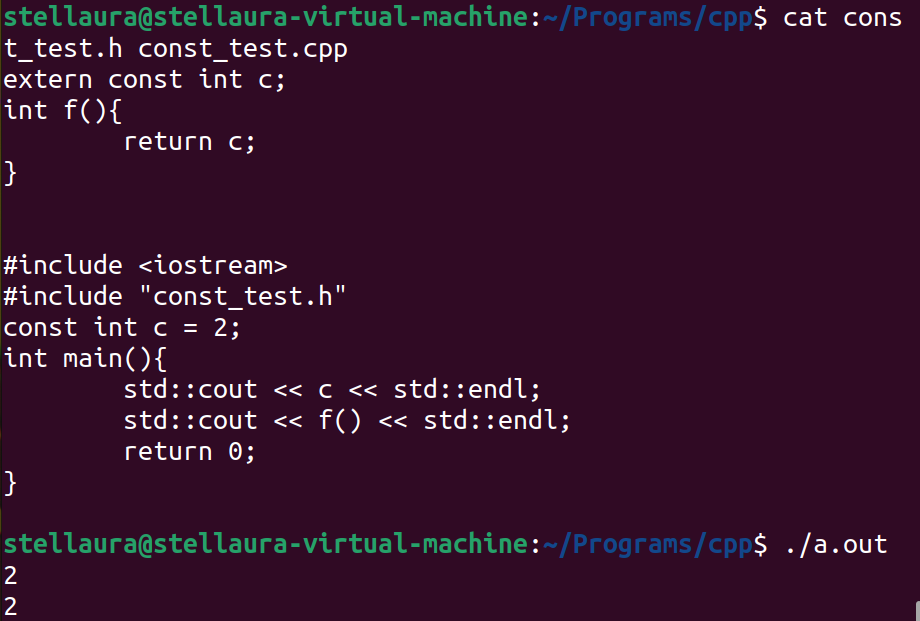 stellaura@stellaura-virtual-machine:~/Programs/cpp$ cat cons
t_test.h const_test.cpp
extern const int c;
int f(){
        return c;
}
#include <iostream>
#include "const_test.h"
const int c = 2;
int main(){
        std::cout << c << std::endl;
        std::cout << f() << std::endl;
        return 0;
}
stellaura@stellaura-virtual-machine:~/Programs/cpp$ ./a.out
2
2